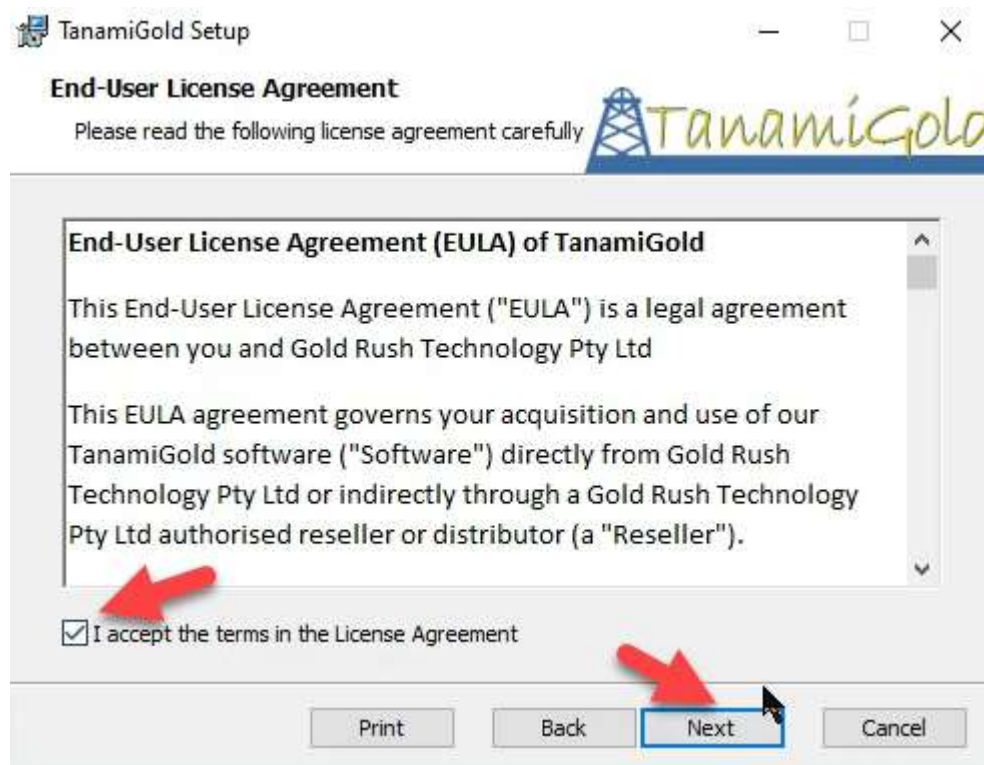 TanamiGold Setup
End-User License Agreement
Please read the following license agreement carefully
TanamiGold
End-User License Agreement (EULA) of TanamiGold
This End-User License Agreement ("EULA") is a legal agreement
between you and Gold Rush Technology Pty Ltd
This EULA agreement governs your acquisition and use of our
TanamiGold software ("Software") directly from Gold Rush
Technology Pty Ltd or indirectly through a Gold Rush Technology
Pty Ltd authorised reseller or distributor (a "Reseller").
I accept the terms in the License Agreement
Print Back Next Cancel